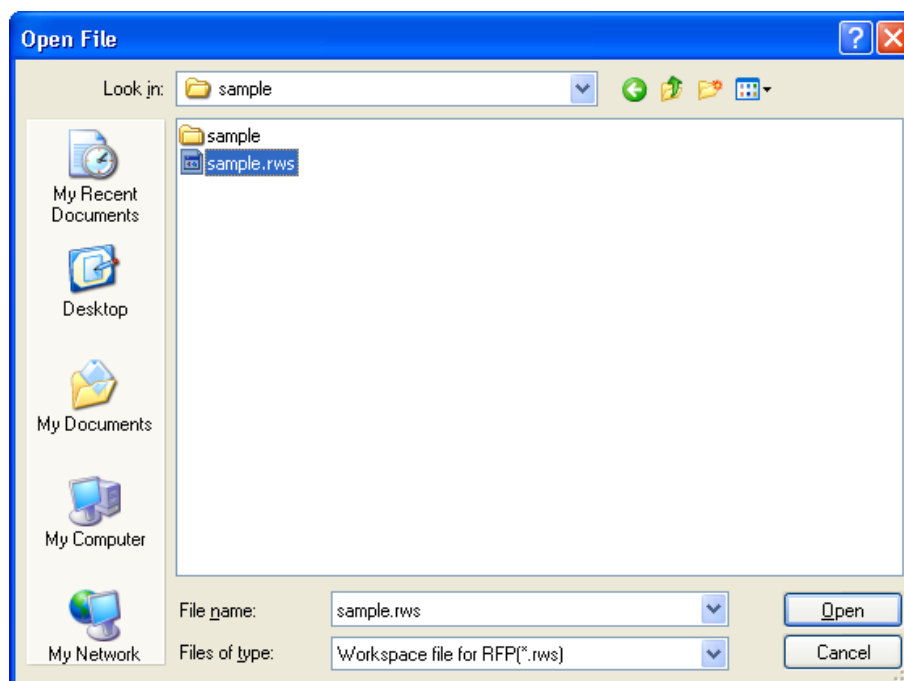 Open File
Look in: sample
sample
sample.rws
My Recent
Documents
Desktop
My Documents
My Computer
My Network
File name: sample.rws Open
Files of type: Workspace file for RFP(*.rws) Cancel